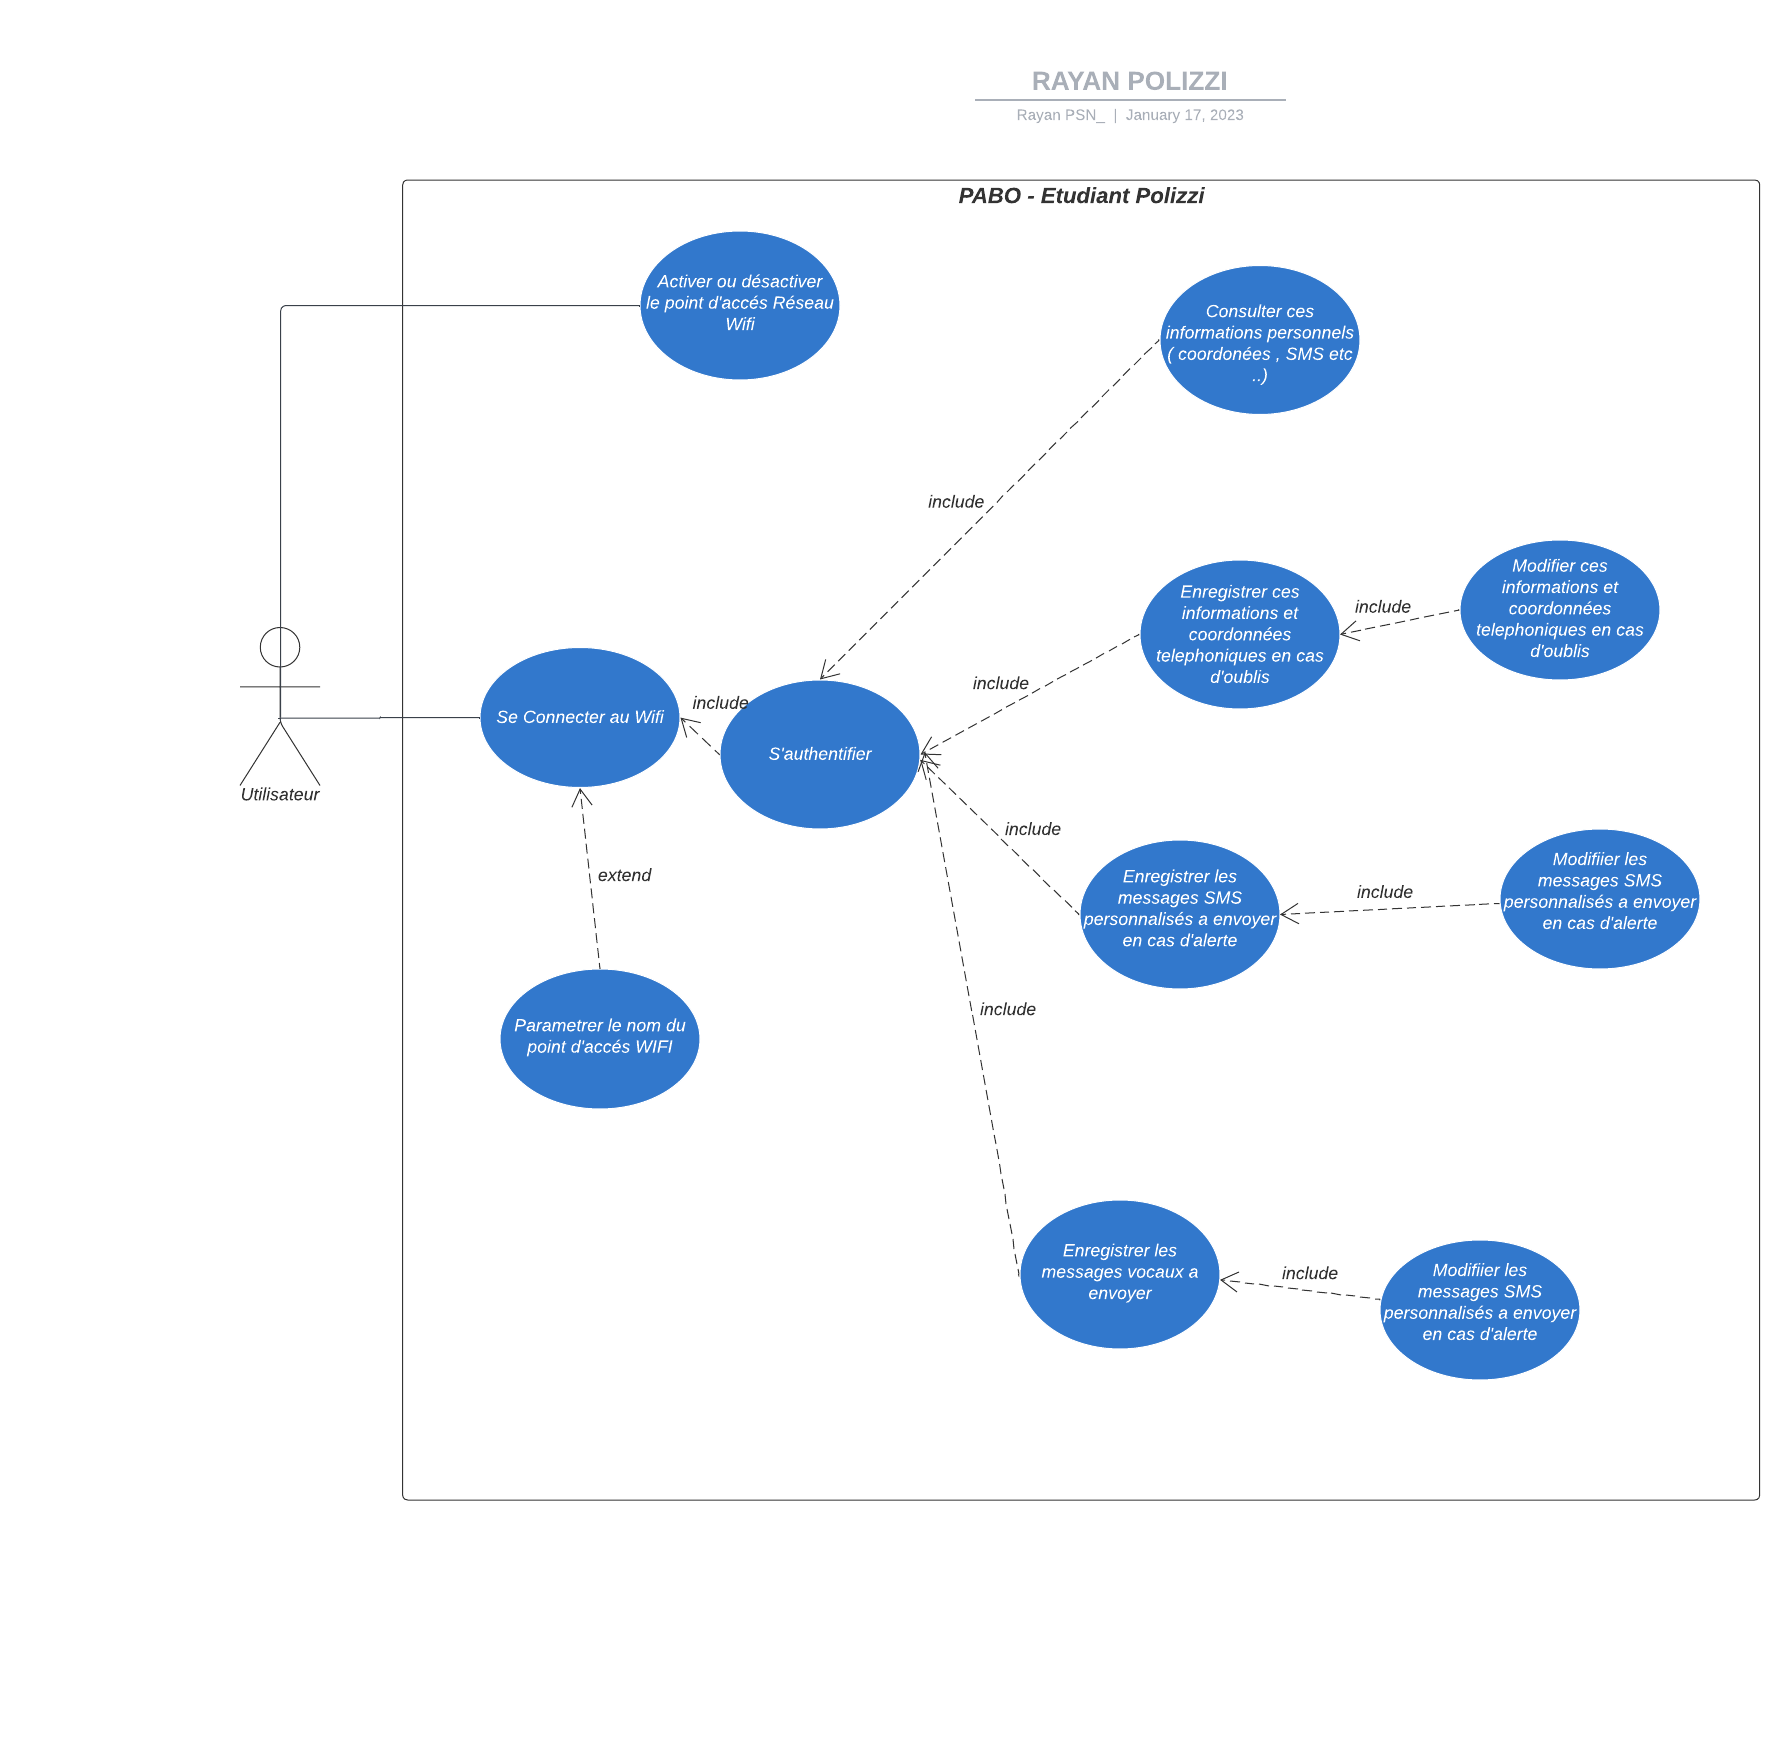 RAYAN POLIZZI
Rayan PSN_ | January 17, 2023
PABO - Etudiant Polizzi
Activer ou désactiver
le point d'accés Réseau
Wifi
Consulter ces
informations personnels
( coordonées , SMS etc
..)
include
Enregistrer ces
informations et
coordonnées
telephoniques en cas
d'oublis
include
Modifier ces
informations et
coordonnées
telephoniques en cas
d'oublis
include
Utilisateur
Se Connecter au Wifi
include
S'authentifier
include
Enregistrer les
messages SMS
personnalisés a envoyer
en cas d'alerte
include
Modifiier les
messages SMS
personnalisés a envoyer
en cas d'alerte
extend
Parametrer le nom du
point d'accés WIFI
include
Enregistrer les
messages vocaux a
envoyer
include
Modifiier les
messages SMS
personnalisés a envoyer
en cas d'alerte